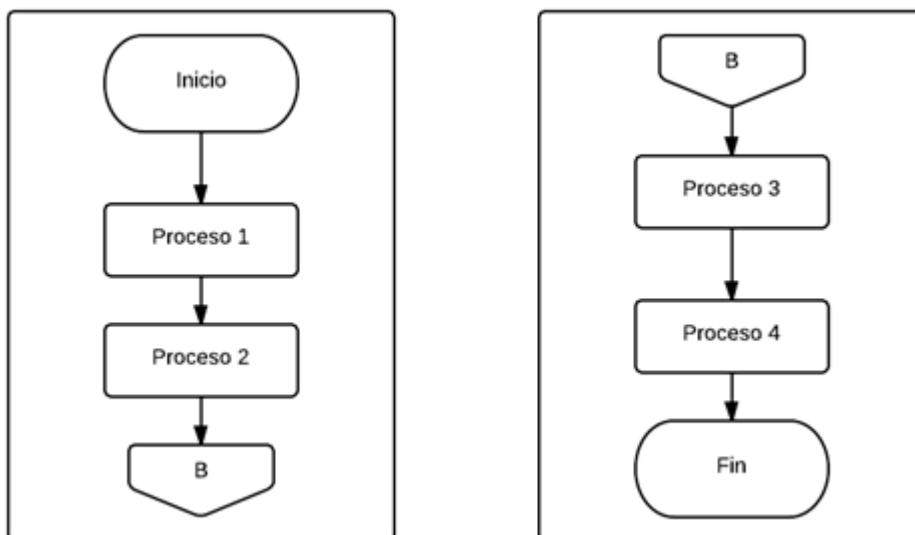 Inicio
Proceso 1
Proceso 2
B
B
Proceso 3
Proceso 4
Fin